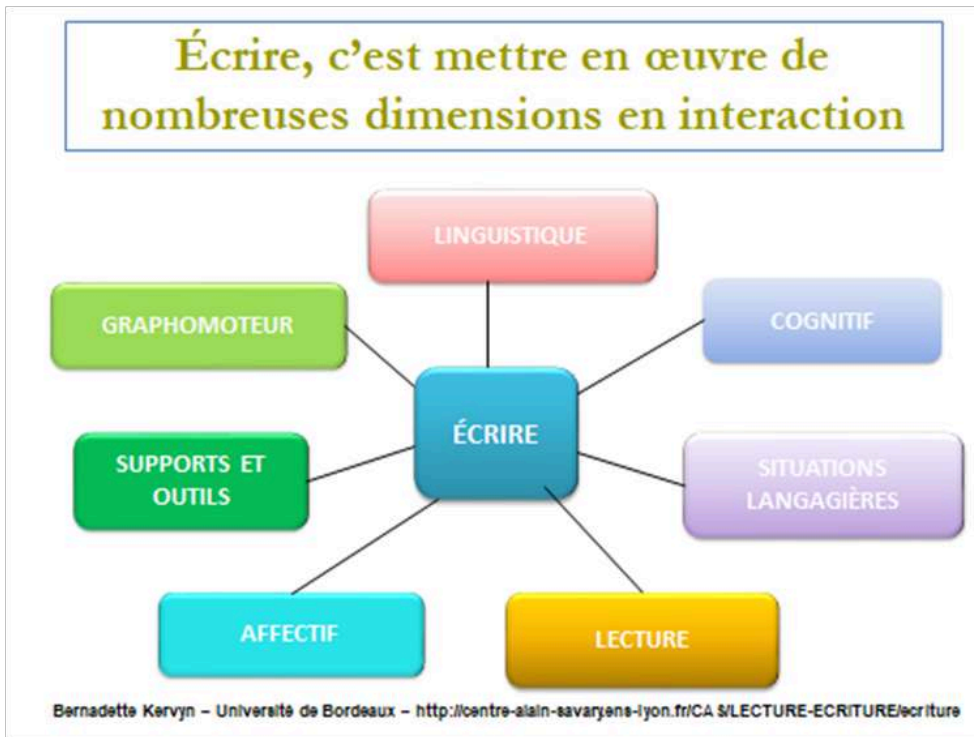 Écrire, c'est mettre en œuvre de
nombreuses dimensions en interaction
LINGUISTIQUE
GRAPHOMOTEUR
COGNITIF
ÉCRIRE
SUPPORTS ET
OUTILS
SITUATIONS
LANGAGIÈRES
AFFECTIF
LECTURE
Bernadette Kervyn – Université de Bordeaux – http://centre-alain-savary.ens-lyon.fr/CAS/LECTURE-ECRITURE/ecriture